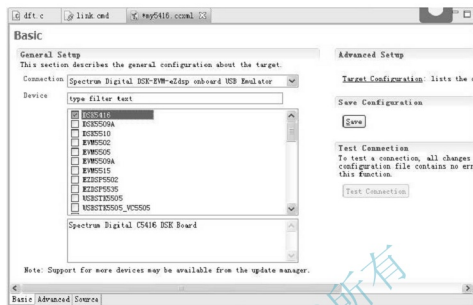 dft.c link.cmd *my5416.ccxml
Basic
General Setup
This section describes the general configuration about the target.
Connection Spectrum Digital DSK-EVM-eZdsp onboard USB Emulator
Device type filter text
DSK5416
DSK5509A
DSK5510
EVM5502
EVM5505
EVM5509A
EVM5515
EZDSP5502
EZDSP5535
USBSTK5505
USBSTK5505_VC5505
Spectrum Digital C5416 DSK Board
Note: Support for more devices may be available from the update manager.
Advanced Setup
Target Configuration: lists the
Save Configuration
Save
Test Connection
To test a connection, all changes
configuration file contains no err
this function.
Test Connection
所有
Basic Advanced Source